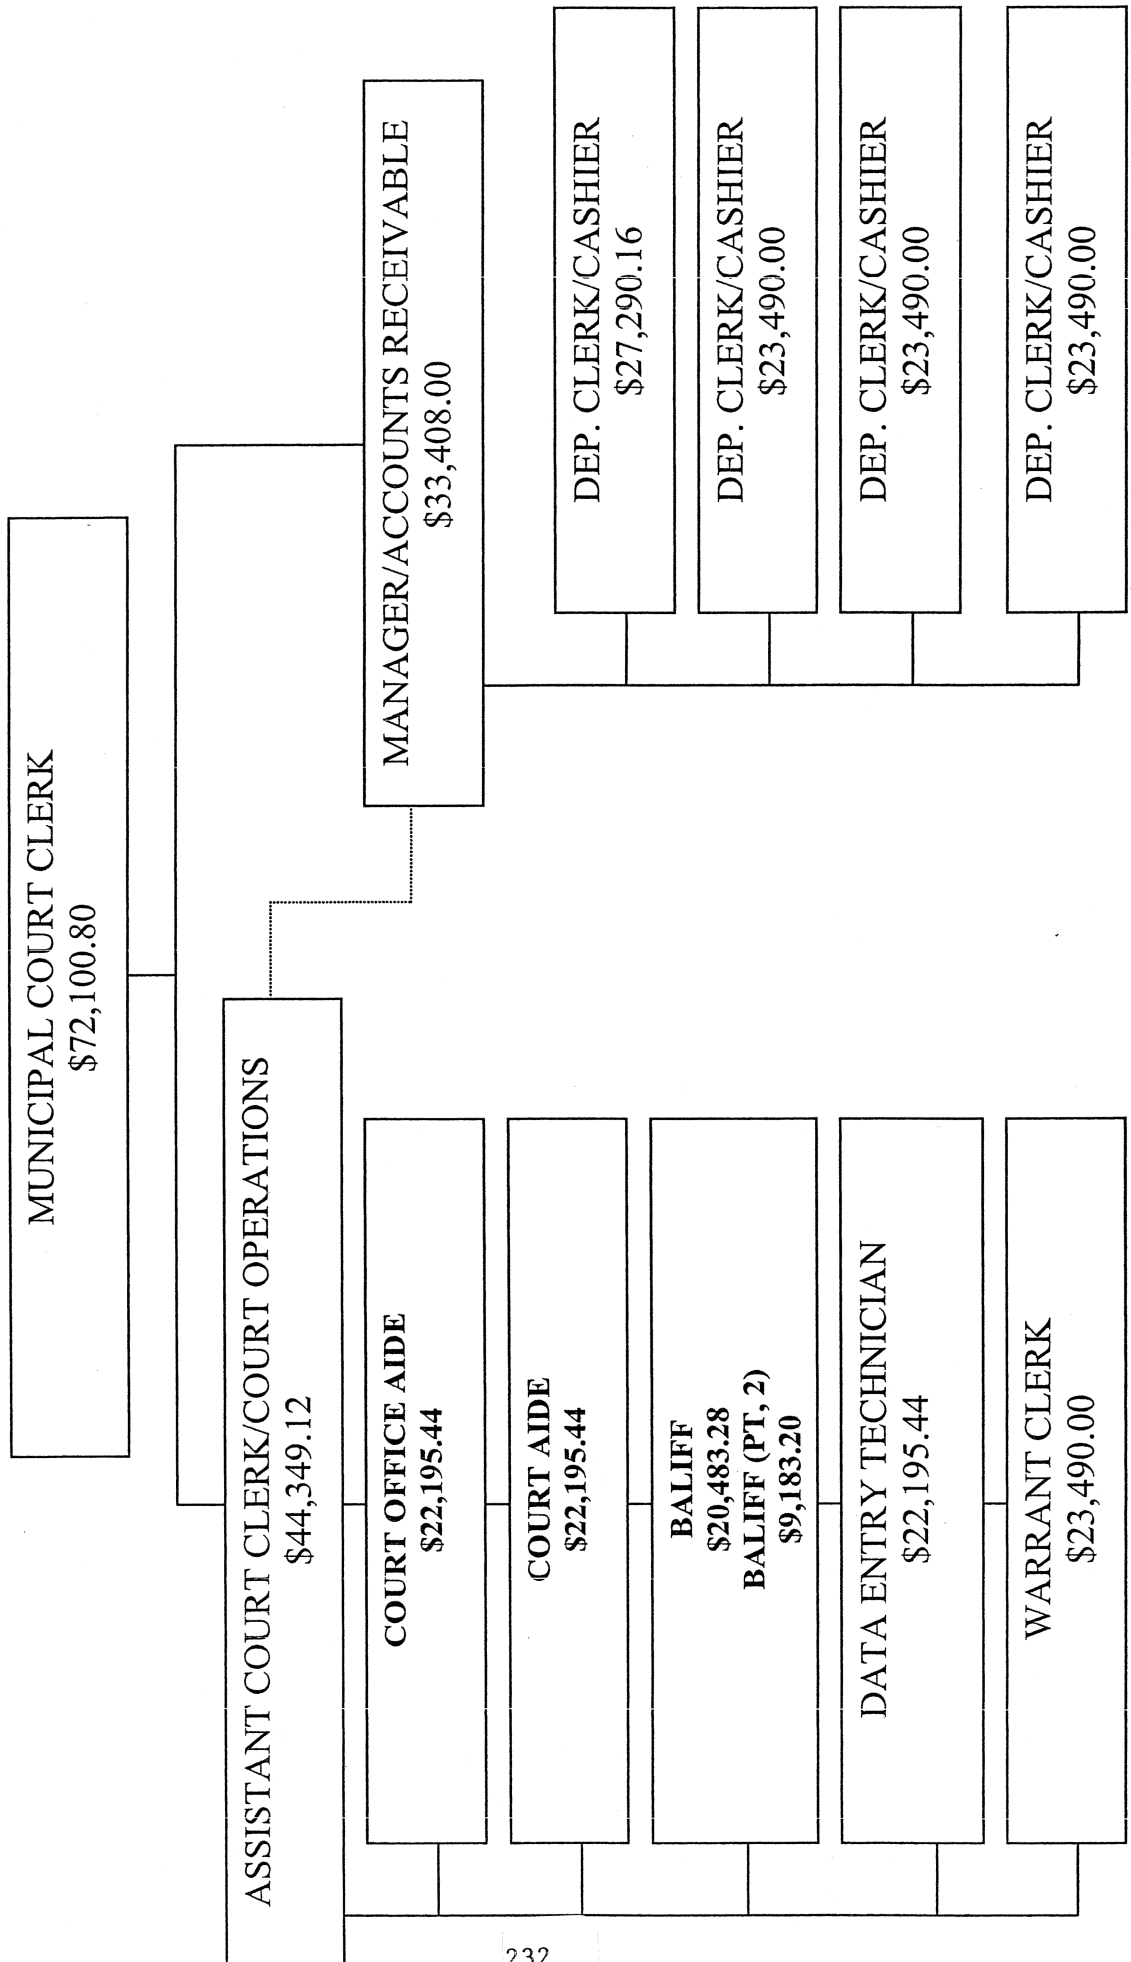 MUNICIPAL COURT CLERK
$72,100.80
ASSISTANT COURT CLERK/COURT OPERATIONS
$44,349.12
COURT OFFICE AIDE
$22,195.44
COURT AIDE
$22,195.44
BALIFF
$20,483.28
BALIFF (PT, 2)
$9,183.20
DATA ENTRY TECHNICIAN
$22,195.44
WARRANT CLERK
$23,490.00
MANAGER/ACCOUNTS RECEIVABLE
$33,408.00
DEP. CLERK/CASHIER
$27,290.16
DEP. CLERK/CASHIER
$23,490.00
DEP. CLERK/CASHIER
$23,490.00
DEP. CLERK/CASHIER
$23,490.00
232